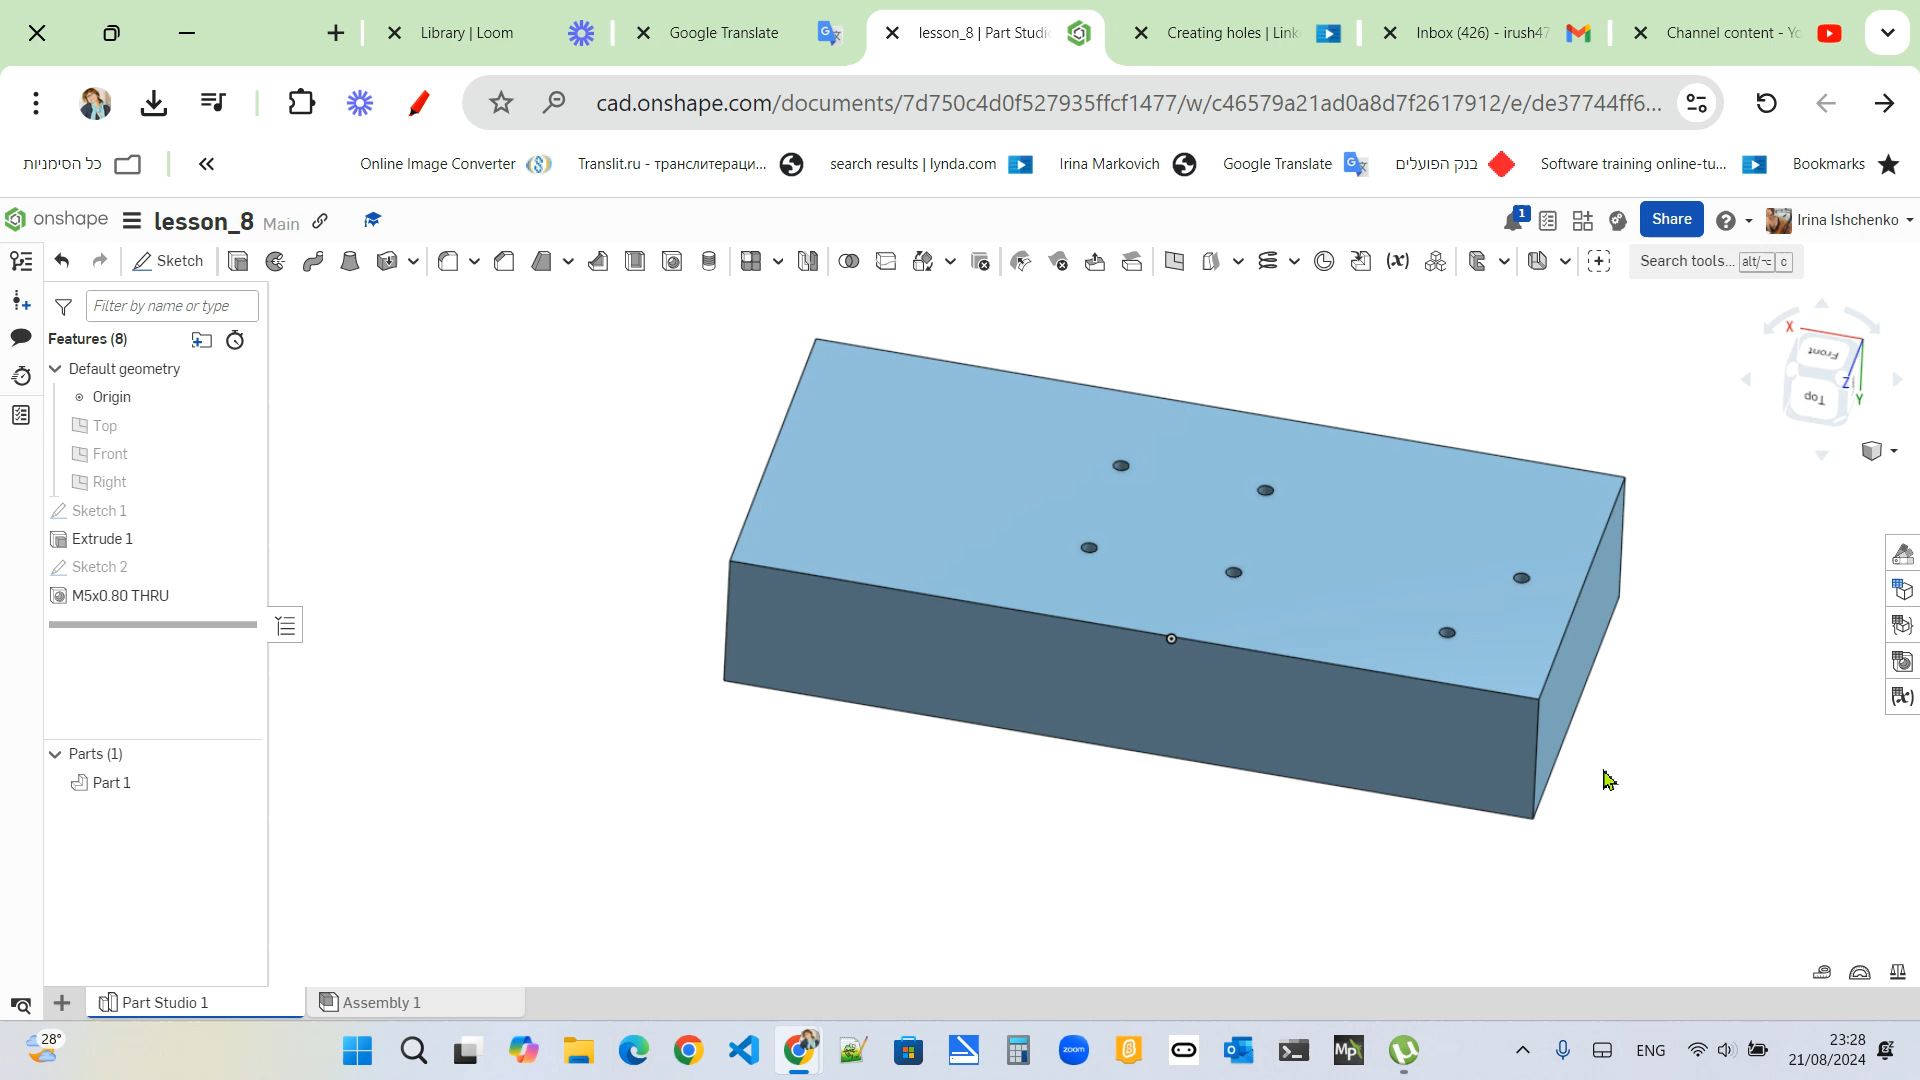 Library | Loom
Google Translate
lesson_8 | Part Studi
Creating holes | Link
Inbox (426) - irush47
Channel content - Yo
cad.onshape.com/documents/7d750c4d0f527935ffcf1477/w/c46579a21ad0a8d7f2617912/e/de37744ff6...
כל הסימניות
Online Image Converter
Translit.ru - транслитераци...
search results | lynda.com
Irina Markovich
Google Translate
בנק הפועלים
Software training online-tu...
Bookmarks
onshape
lesson_8 Main
1
Share
Irina Ishchenko
Sketch
Search tools... alt/⌥ c
Filter by name or type
Features (8)
Default geometry
Origin
Top
Front
Right
Sketch 1
Extrude 1
Sketch 2
M5x0.80 THRU
Parts (1)
Part 1
X
Front
Z
Top
Y
Part Studio 1
Assembly 1
28°
zoom
ENG
23:28
21/08/2024